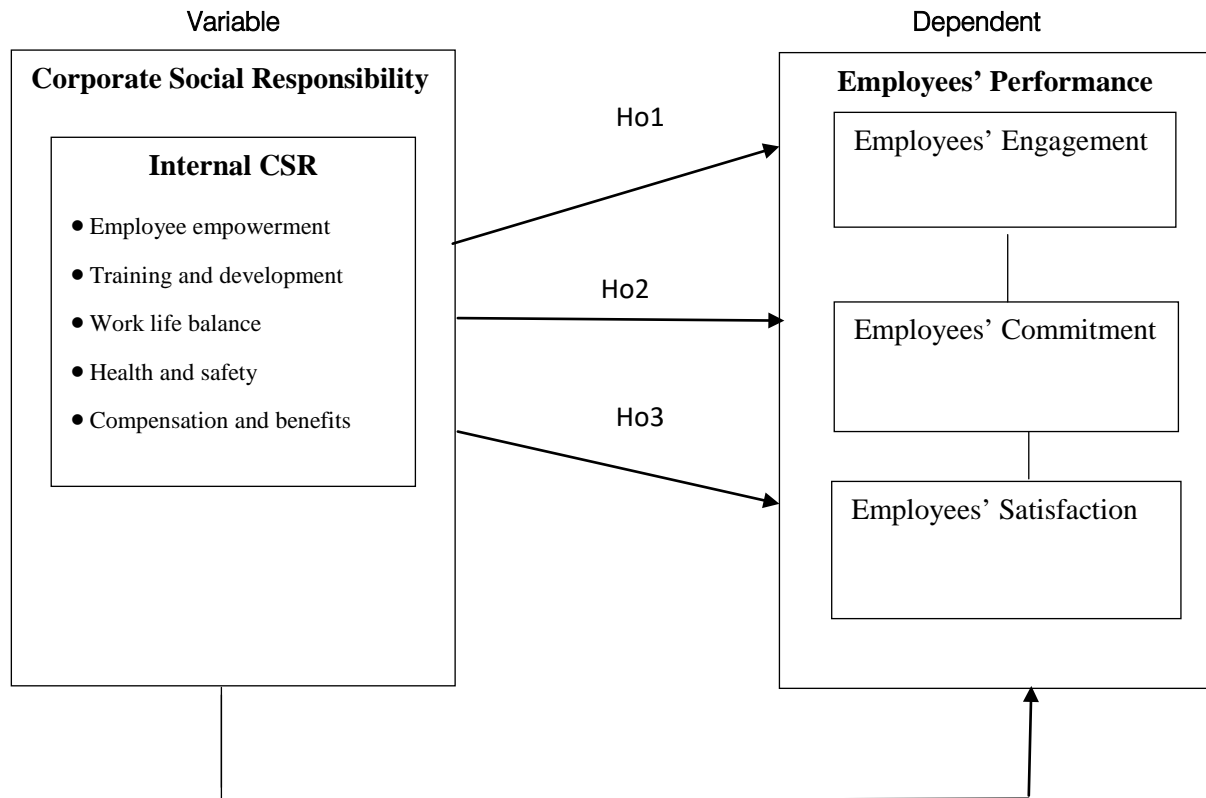 Variable
Dependent
Corporate Social Responsibility
Internal CSR
• Employee empowerment
• Training and development
• Work life balance
• Health and safety
• Compensation and benefits
Ho1
Ho2
Ho3
Employees’ Performance
Employees’ Engagement
Employees’ Commitment
Employees’ Satisfaction